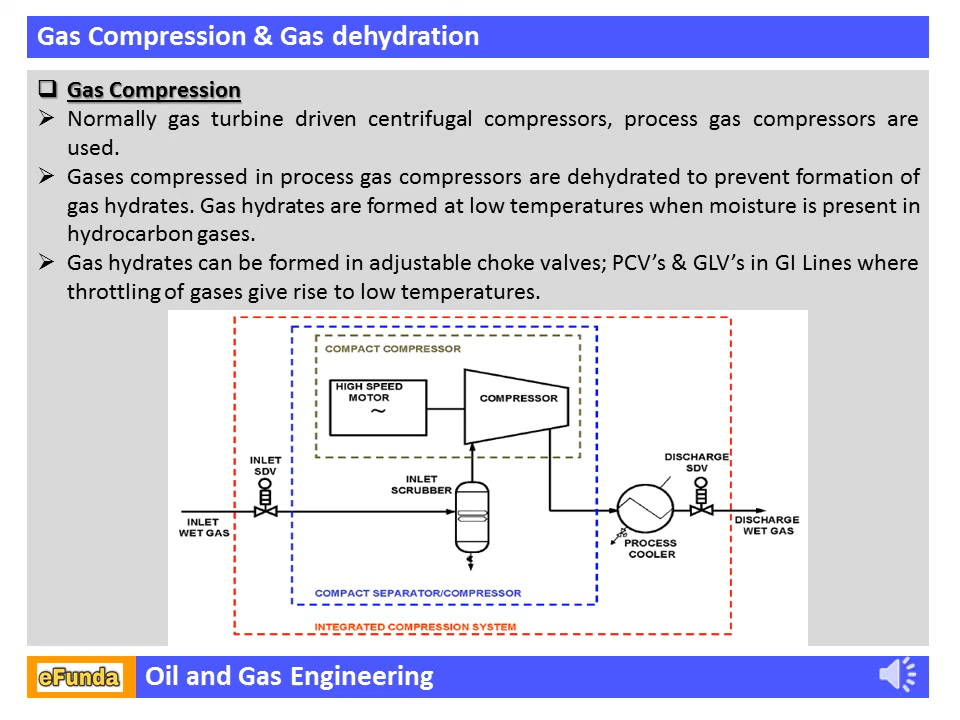 Gas Compression & Gas dehydration
Gas Compression
Normally gas turbine driven centrifugal compressors, process gas compressors are
used.
Gases compressed in process gas compressors are dehydrated to prevent formation of
gas hydrates. Gas hydrates are formed at low temperatures when moisture is present in
hydrocarbon gases.
Gas hydrates can be formed in adjustable choke valves; PCV’s & GLV’s in GI Lines where
throttling of gases give rise to low temperatures.
COMPACT COMPRESSOR
HIGH SPEED
MOTOR
~
COMPRESSOR
INLET
SDV
INLET
SCRUBBER
DISCHARGE
SDV
INLET
WET GAS
DISCHARGE
WET GAS
PROCESS
COOLER
COMPACT SEPARATOR/COMPRESSOR
INTEGRATED COMPRESSION SYSTEM
eFunda
Oil and Gas Engineering